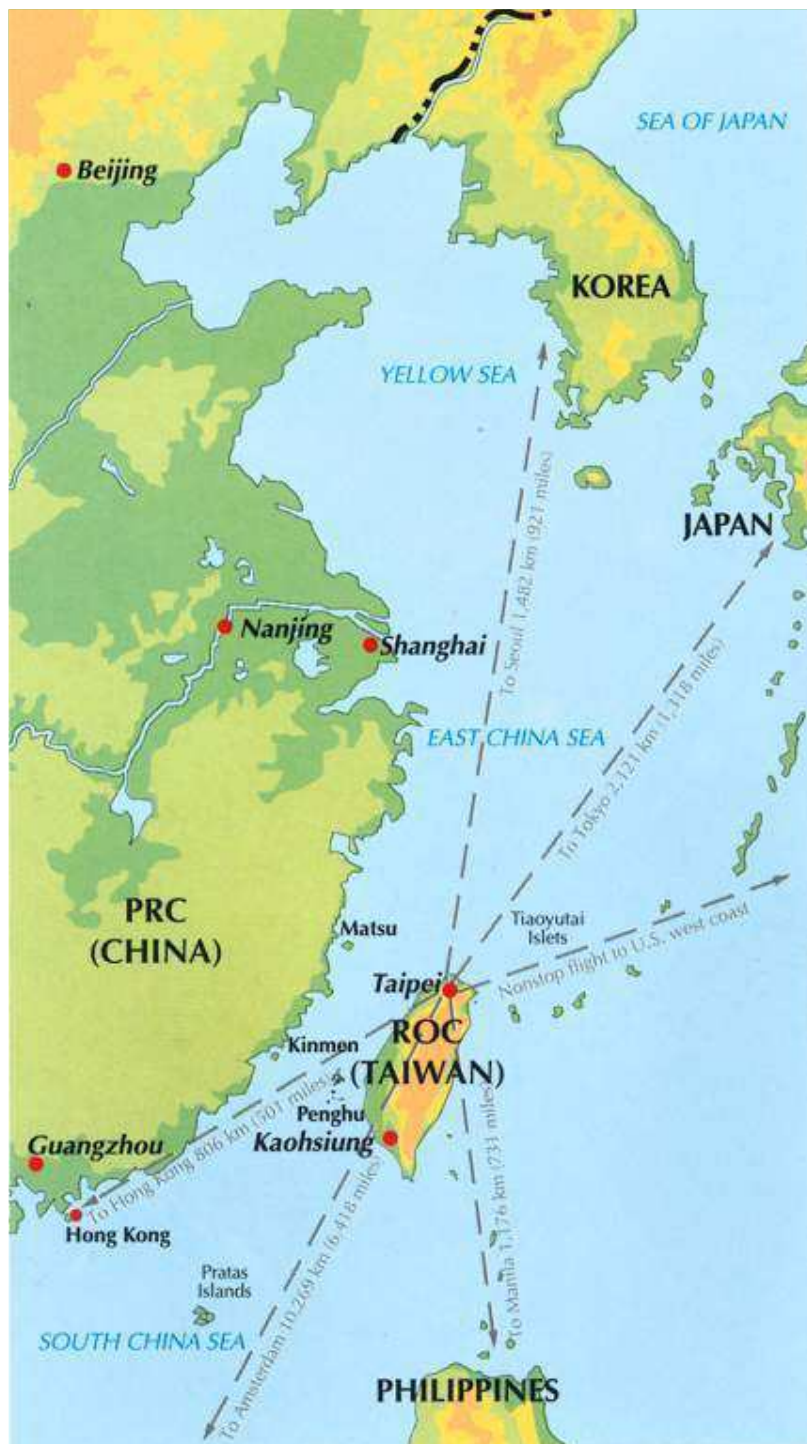 SEA OF JAPAN
Beijing
KOREA
YELLOW SEA
To Seoul 1,482 km (921 miles)
JAPAN
Nanjing
Shanghai
To Tokyo 2,121 km (1,318 miles)
EAST CHINA SEA
PRC
(CHINA)
Matsu
Tiaoyutai
Islets
Nonstop flight to U.S. west coast
Taipei
ROC
(TAIWAN)
Kinmen
Penghu
Kaohsiung
Guangzhou
To Hong Kong 806 km (501 miles)
Hong Kong
To Manila 1,176 km (731 miles)
Pratas
Islands
To Amsterdam 10,269 km (6,418 miles)
SOUTH CHINA SEA
PHILIPPINES